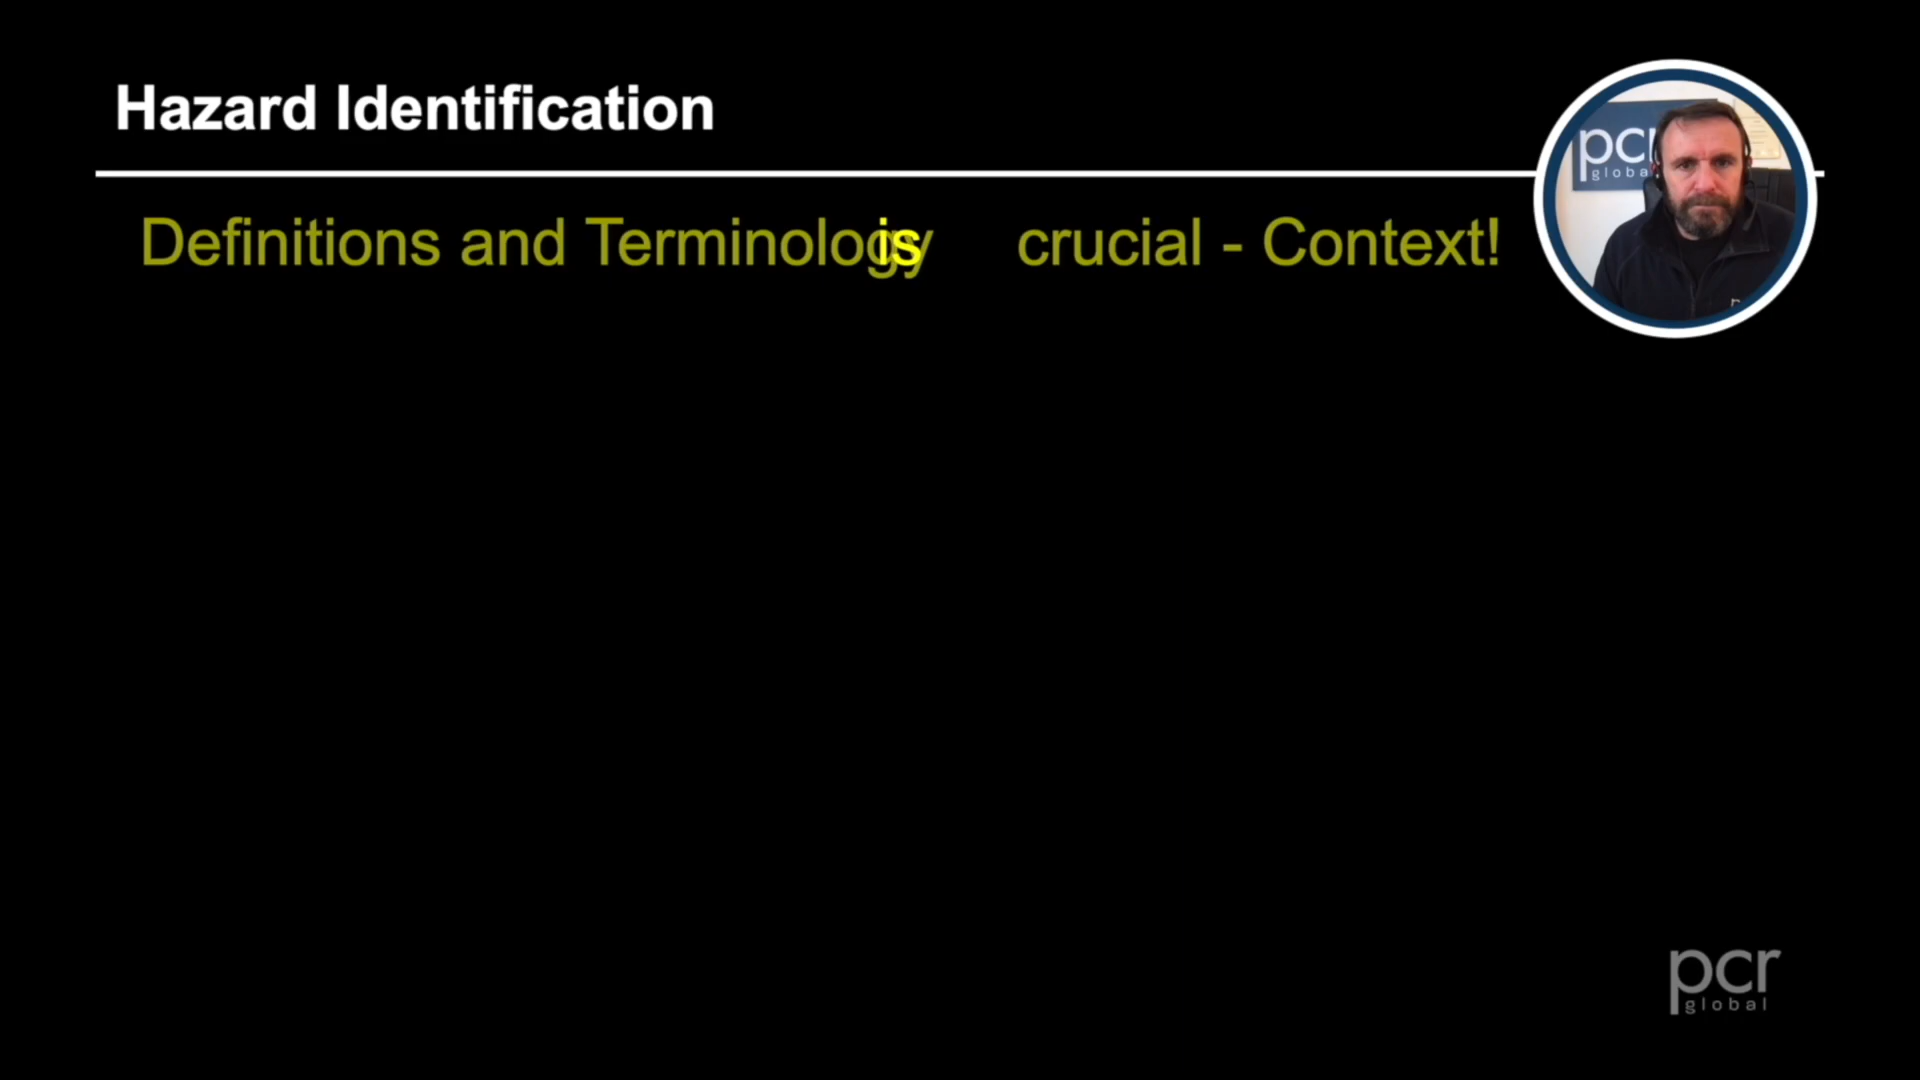 Hazard Identification
Definitions and Terminology is crucial - Context!
pcr
global
pcr
global